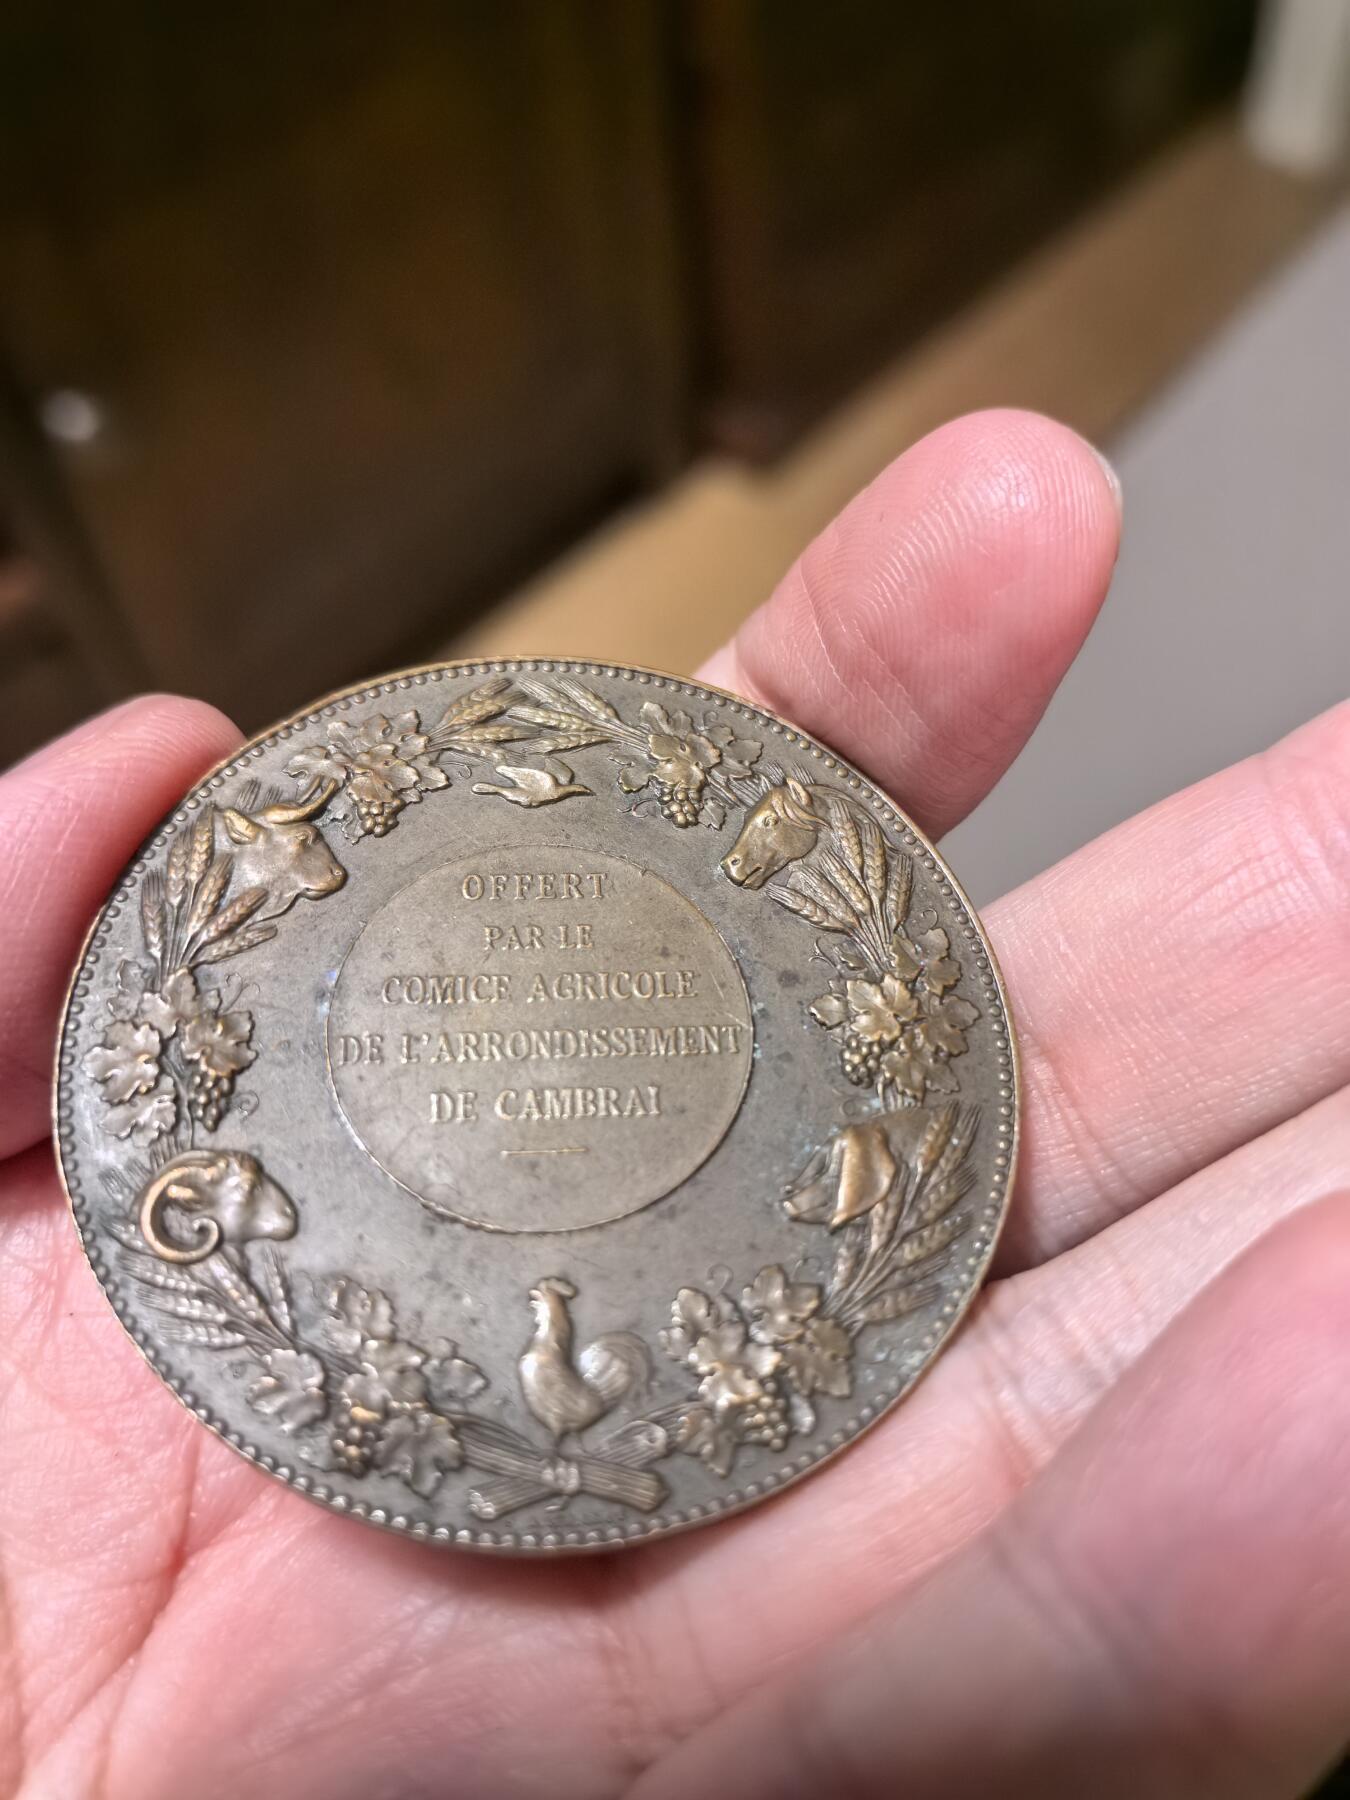 OFFERT
PAR LE
COMICE AGRICOLE
DE L'ARRONDISSEMENT
DE CAMBRAI